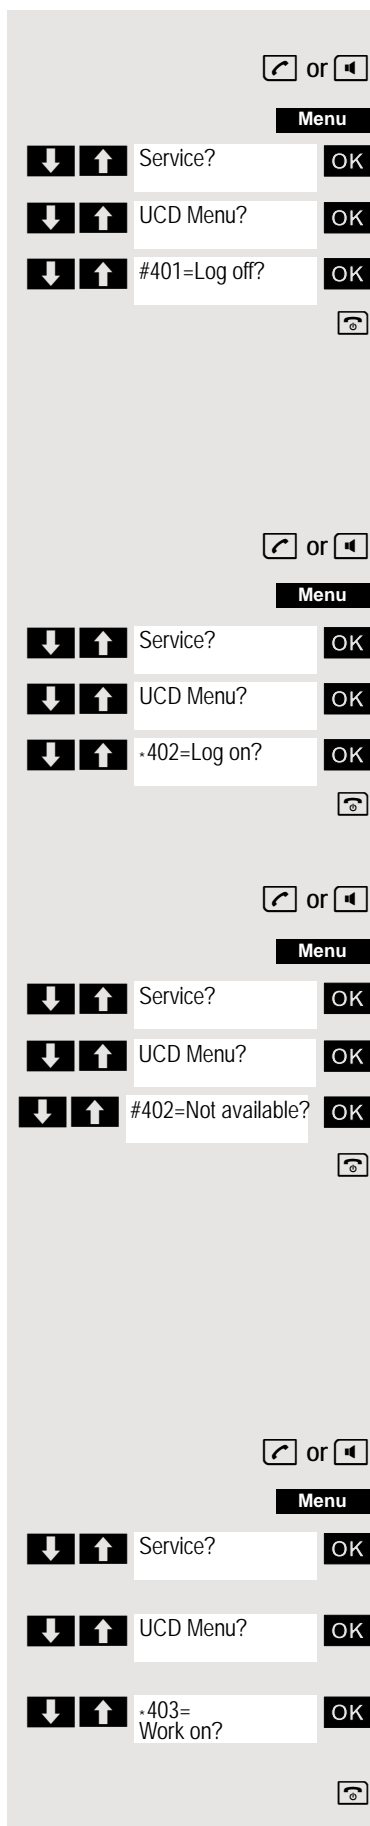 or
Menu
Service? OK
UCD Menu? OK
#401=Log off? OK
or
Menu
Service? OK
UCD Menu? OK
*402=Log on? OK
or
Menu
Service? OK
UCD Menu? OK
#402=Not available? OK
or
Menu
Service? OK
UCD Menu? OK
*403=
Work on? OK